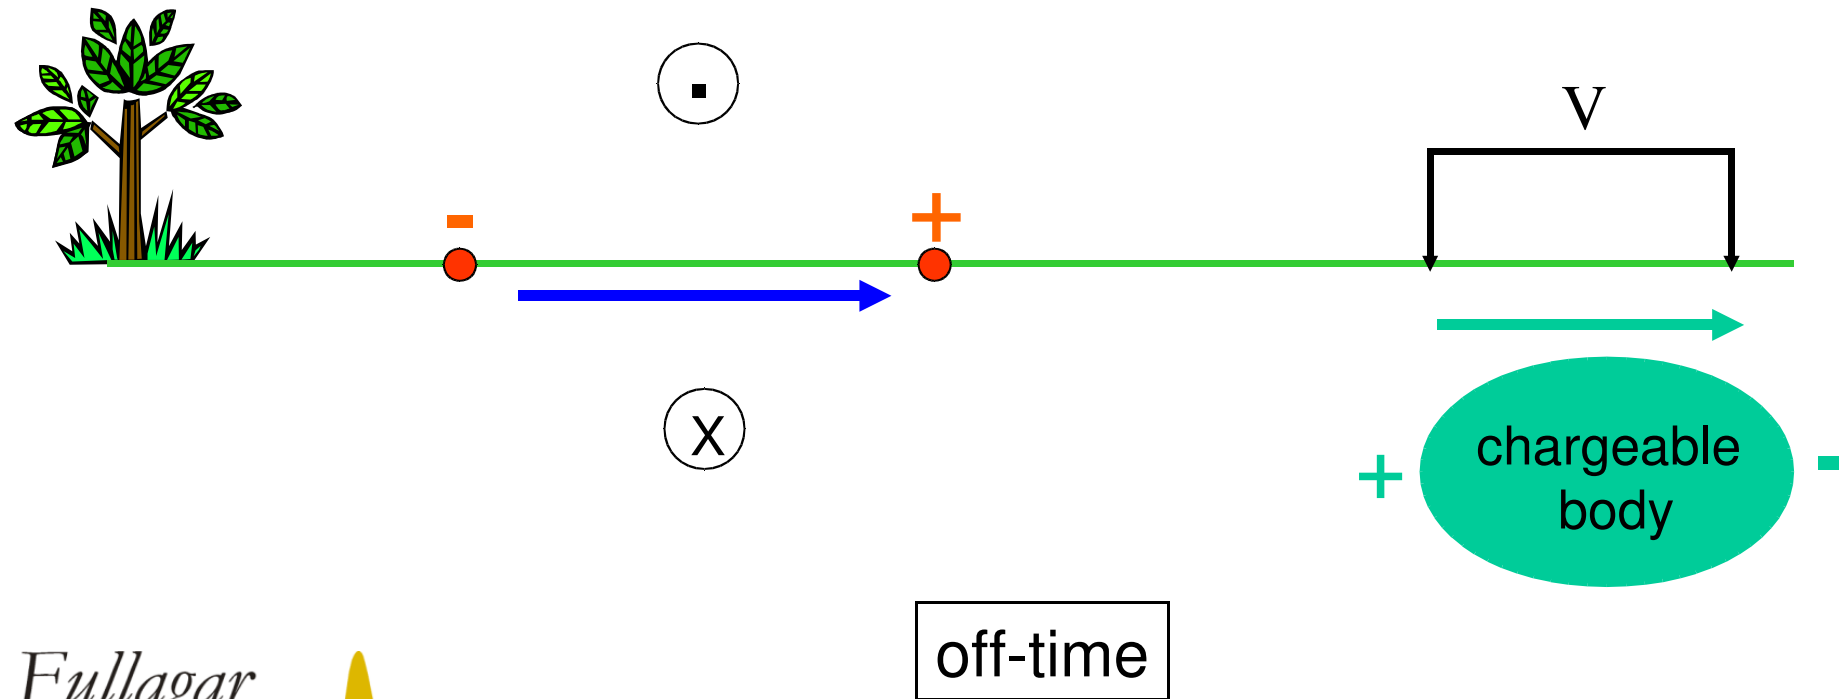 .
V
- +
X
+ chargeable -
body
off-time
Fullagar